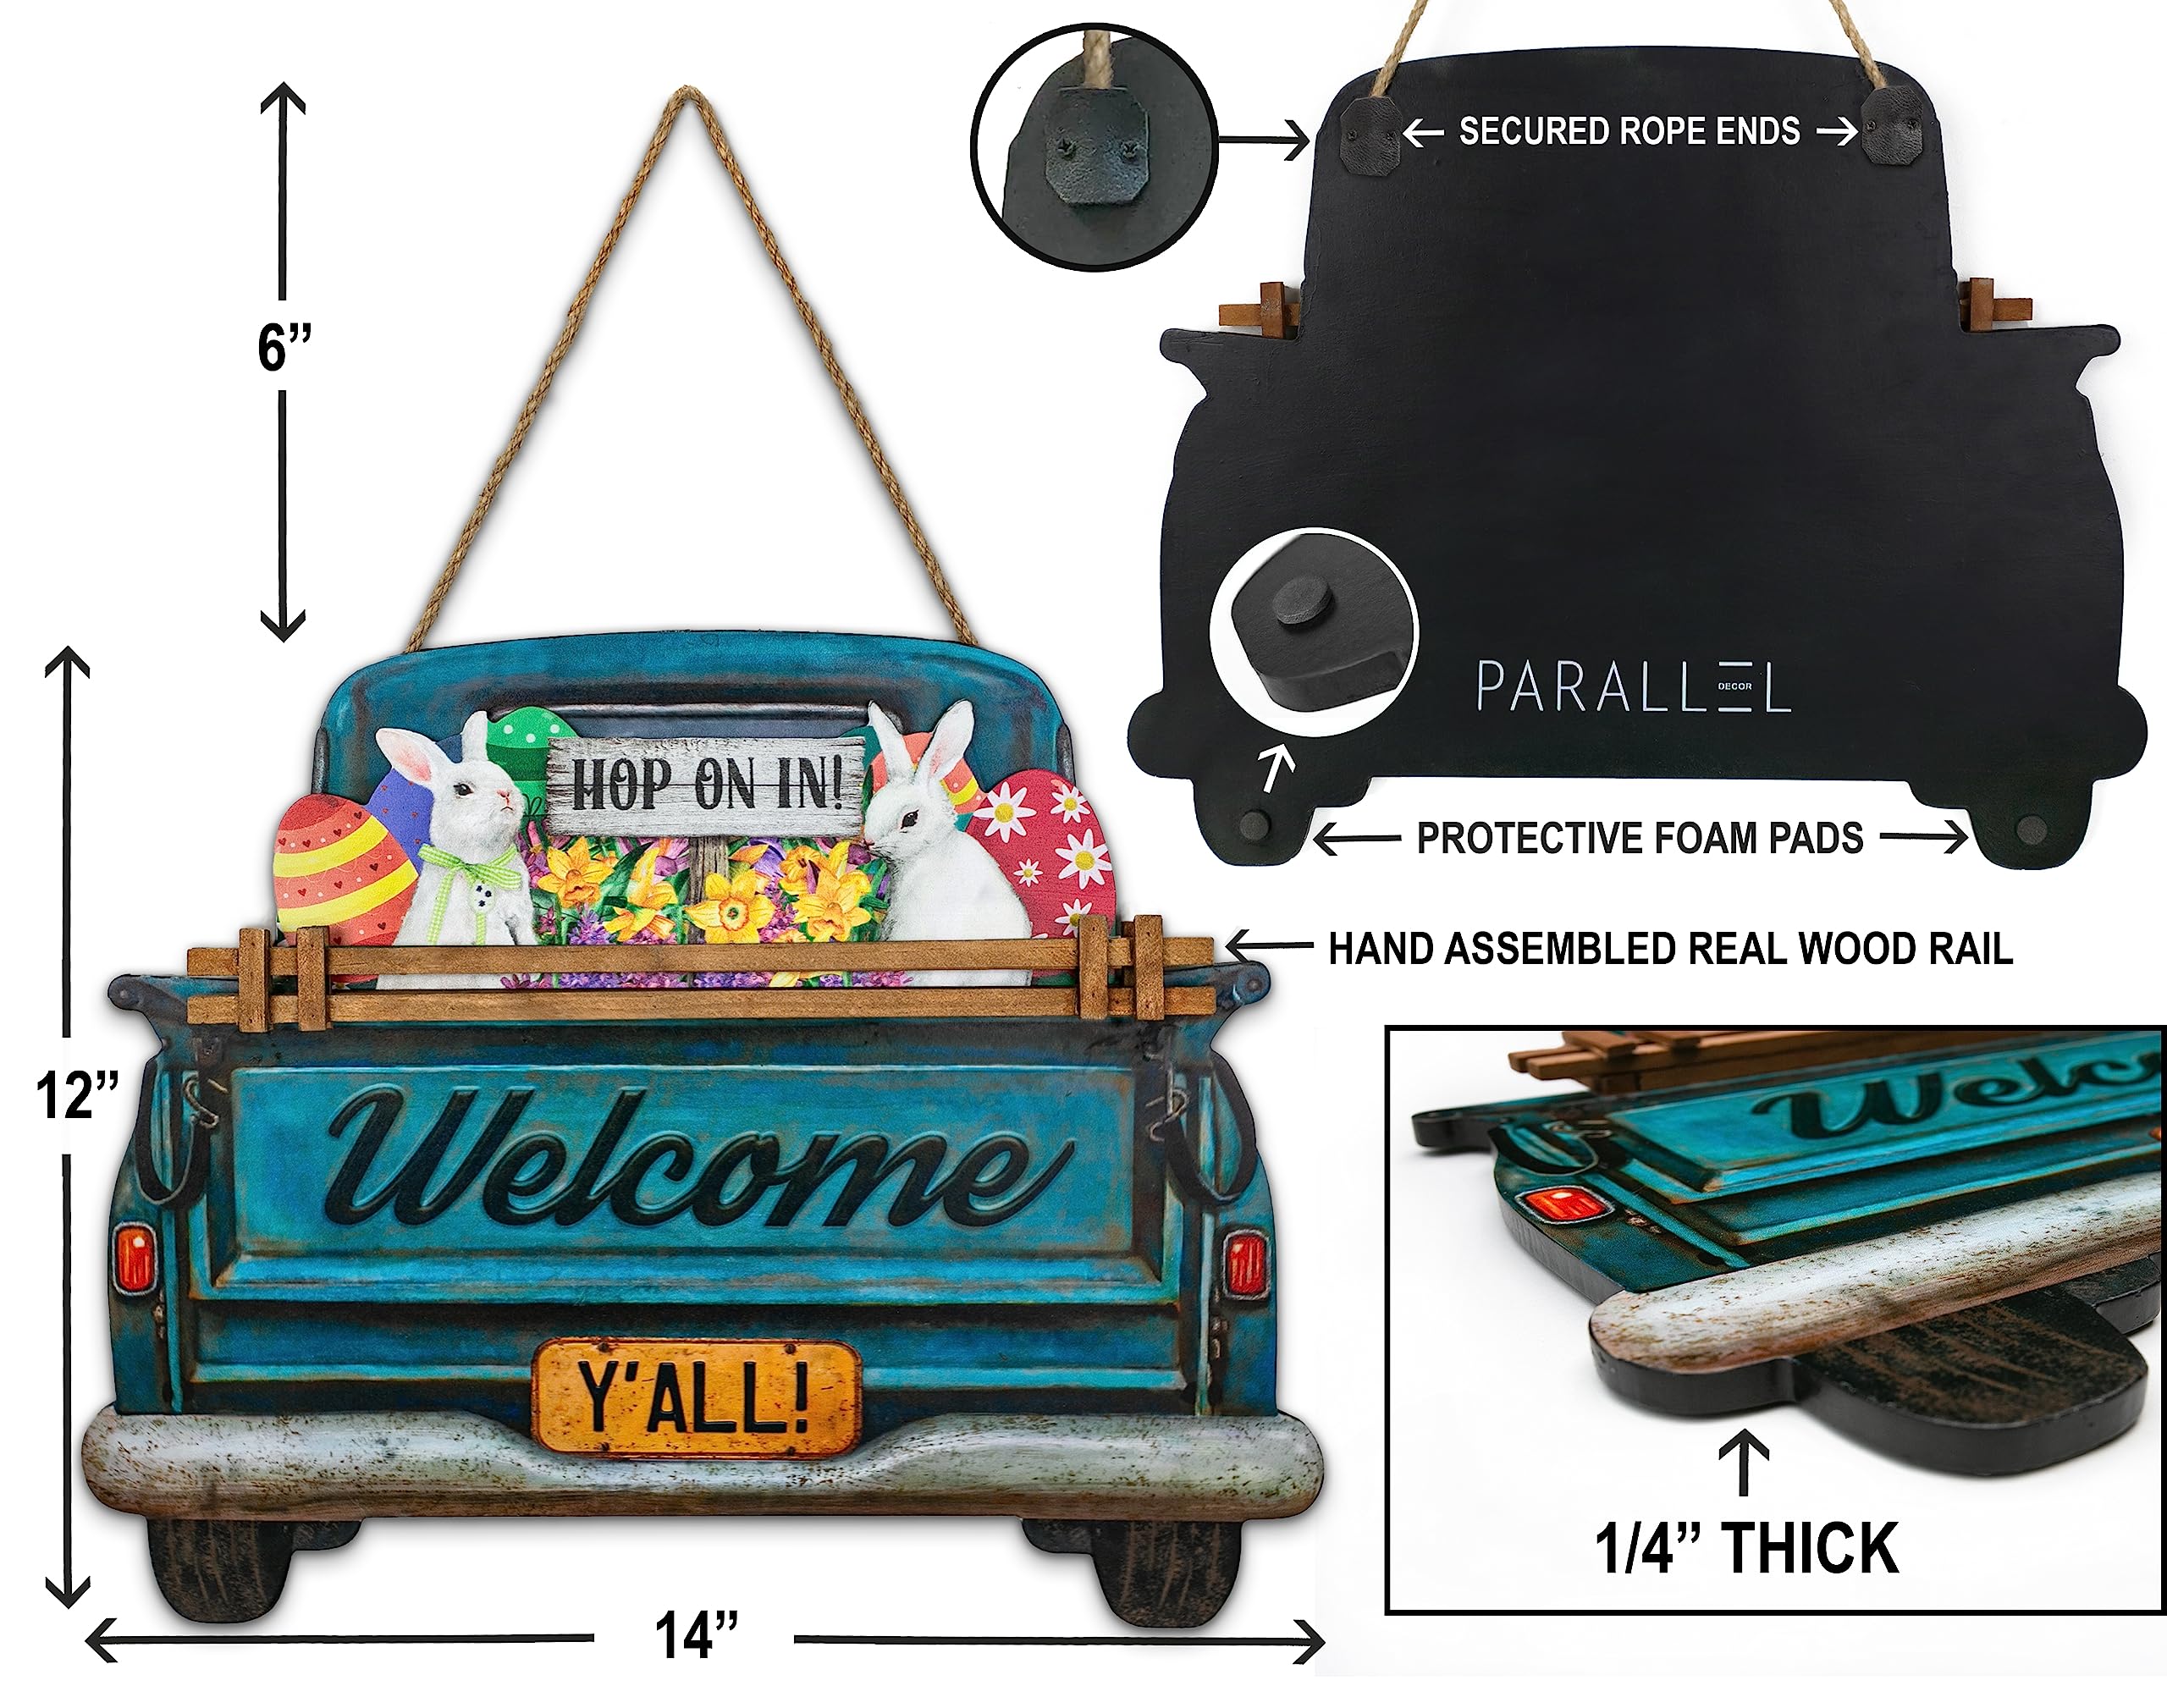 6”
12”
14”
HOP ON IN!
Welcome
Y'ALL!
SECURED ROPE ENDS
PARALLEL
DECOR
PROTECTIVE FOAM PADS
HAND ASSEMBLED REAL WOOD RAIL
Welco
1/4” THICK